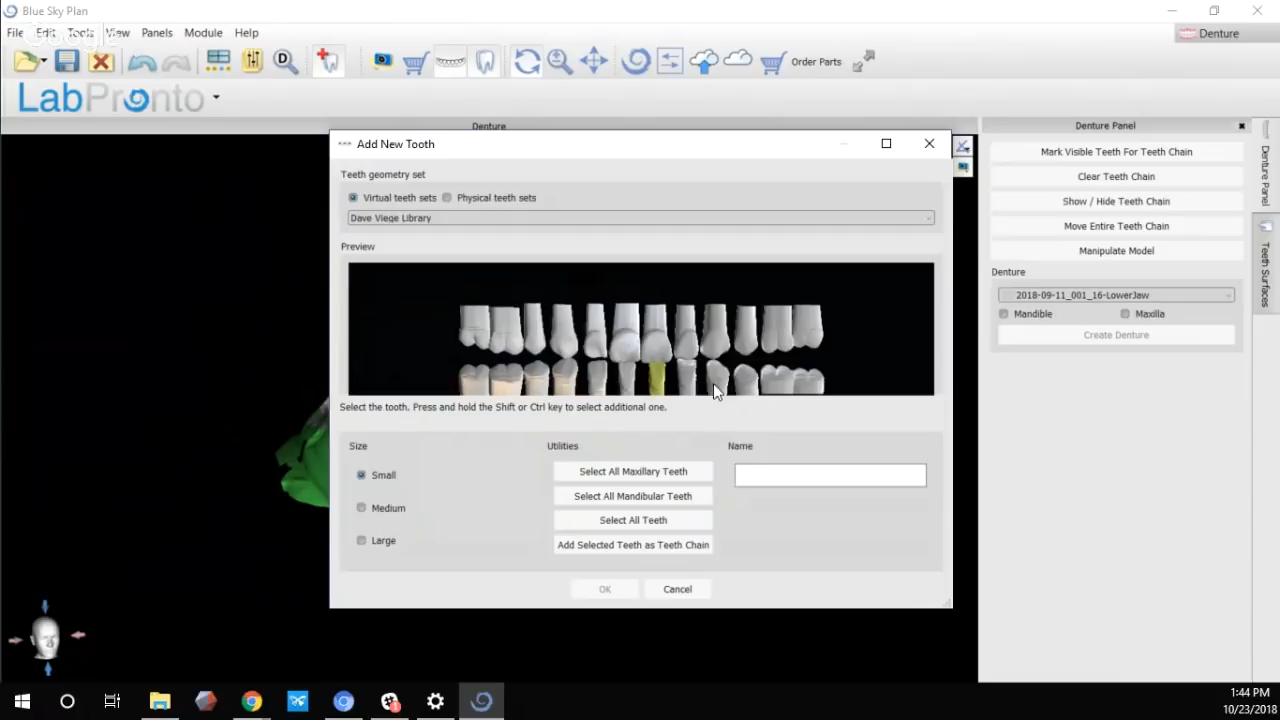 Blue Sky Plan
File Edit Tools View Panels Module Help
Google
Denture
D
Order Parts
LabPronto
Denture
Denture Panel
Add New Tooth
Teeth geometry set
Virtual teeth sets Physical teeth sets
Dave Viege Library
Preview
Select the tooth. Press and hold the Shift or Ctrl key to select additional one.
Size
Small
Medium
Large
Utilities
Select All Maxillary Teeth
Select All Mandibular Teeth
Select All Teeth
Add Selected Teeth as Teeth Chain
Name
OK Cancel
Mark Visible Teeth For Teeth Chain
Clear Teeth Chain
Show / Hide Teeth Chain
Move Entire Teeth Chain
Manipulate Model
Denture
2018-09-11_001_16-LowerJaw
Mandible Maxilla
Create Denture
Denture Panel
Teeth Surfaces
1
1:44 PM
10/23/2018